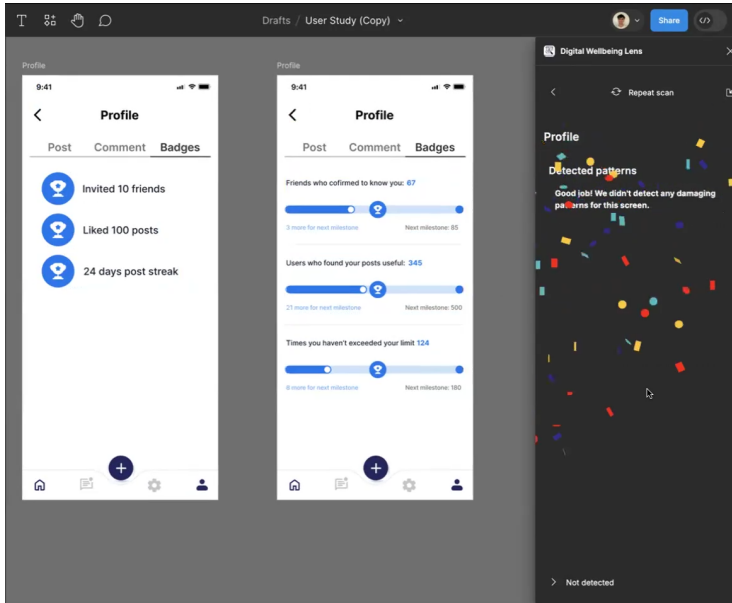 Drafts / User Study (Copy)
Share
Digital Wellbeing Lens
Repeat scan
Profile
Detected patterns
Good job! We didn't detect any damaging
patterns for this screen.
Not detected
Profile
9:41
Profile
Post Comment Badges
Invited 10 friends
Liked 100 posts
24 days post streak
Profile
9:41
Profile
Post Comment Badges
Friends who cofirmed to know you: 67
3 more for next milestone Next milestone: 85
Users who found your posts useful: 345
21 more for next milestone Next milestone: 500
Times you haven't exceeded your limit 124
6 more for next milestone Next milestone: 180